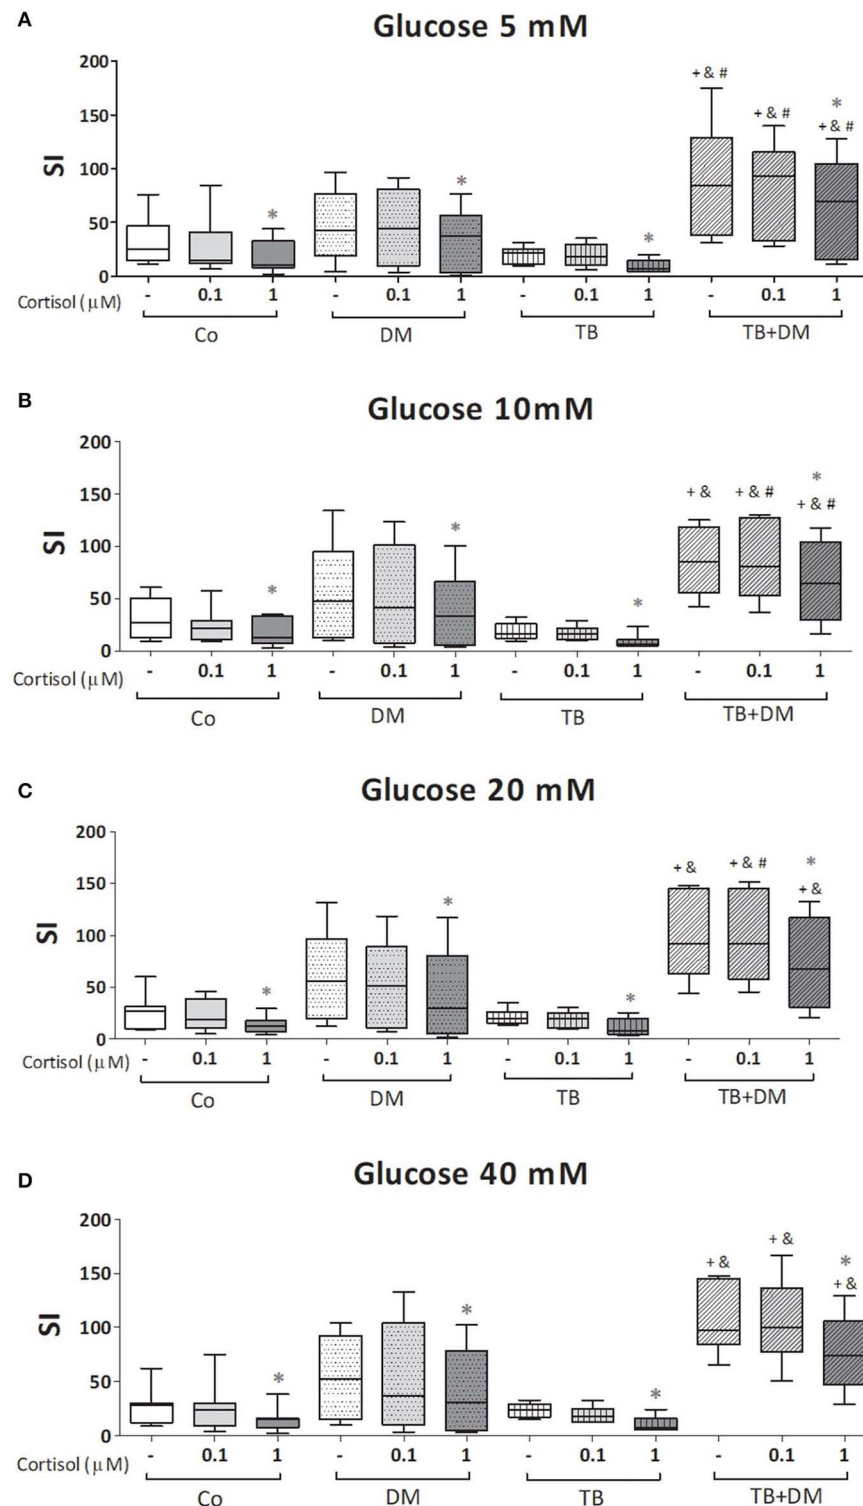 A
Glucose 5 mM
200
150
100
50
0
SI
*
*
*
+ & #
+ & #
*
+ & #
Cortisol (μM)
- 0.1 1 - 0.1 1 - 0.1 1 - 0.1 1
Co DM TB TB+DM
B
Glucose 10mM
200
150
100
50
0
SI
*
*
*
+ &
+ & #
*
+ & #
Cortisol (μM)
- 0.1 1 - 0.1 1 - 0.1 1 - 0.1 1
Co DM TB TB+DM
C
Glucose 20 mM
200
150
100
50
0
SI
*
*
*
+ &
+ & #
*
+ &
Cortisol (μM)
- 0.1 1 - 0.1 1 - 0.1 1 - 0.1 1
Co DM TB TB+DM
D
Glucose 40 mM
200
150
100
50
0
SI
*
*
*
+ &
+ &
*
+ &
Cortisol (μM)
- 0.1 1 - 0.1 1 - 0.1 1 - 0.1 1
Co DM TB TB+DM